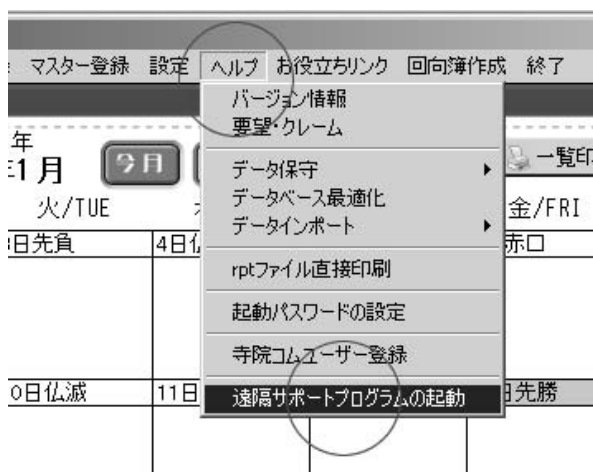 マスター登録 設定 ヘルプ お役立ちリンク 回向簿作成 終了
バージョン情報
要望・クレーム
年
1月 今月
データ保守
一覧印
データベース最適化
火/TUE
金/FRI
データインポート
日先負
4日仏
赤口
rptファイル直接印刷
起動パスワードの設定
寺院コムユーザー登録
0日仏滅
11日
遠隔サポートプログラムの起動
日先勝